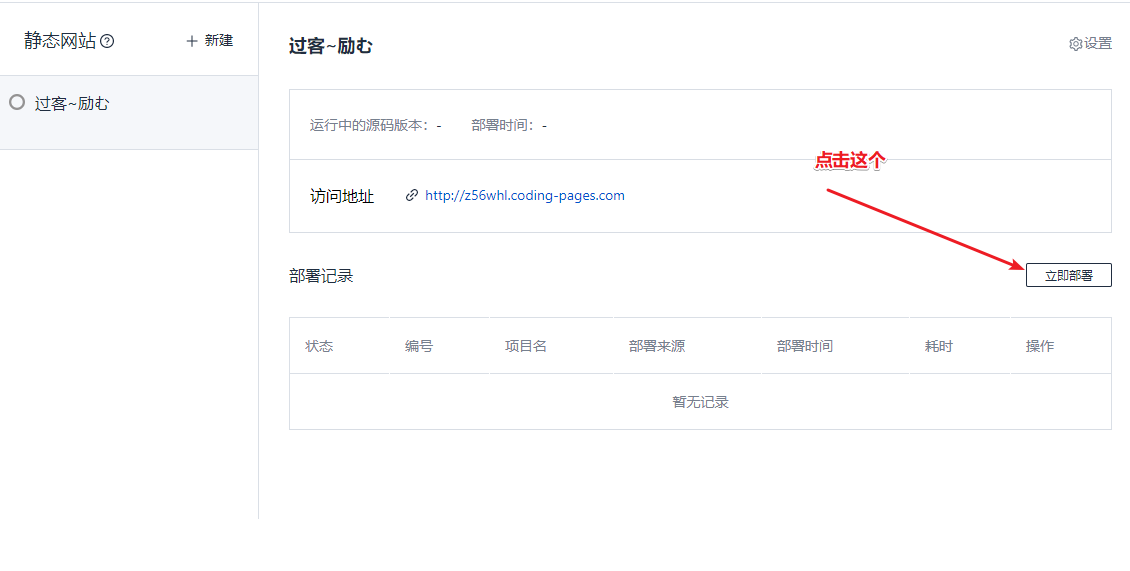 静态网站
+ 新建
过客~励む
过客~励む
设置
运行中的源码版本: - 部署时间: -
点击这个
访问地址 http://z56whl.coding-pages.com
部署记录
立即部署
状态 编号 项目名 部署来源 部署时间 耗时 操作
暂无记录